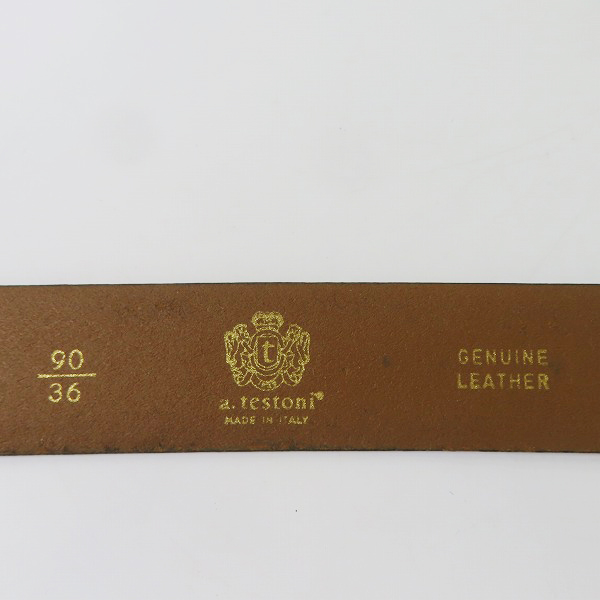 90
36
t
a. testoni®
MADE IN ITALY
GENUINE
LEATHER